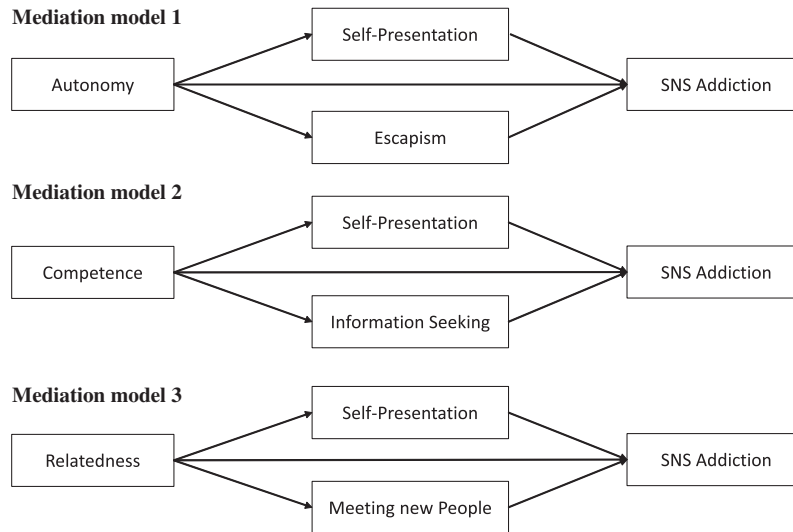 Mediation model 1
Self-Presentation
Autonomy
SNS Addiction
Escapism
Mediation model 2
Self-Presentation
Competence
SNS Addiction
Information Seeking
Mediation model 3
Self-Presentation
Relatedness
SNS Addiction
Meeting new People